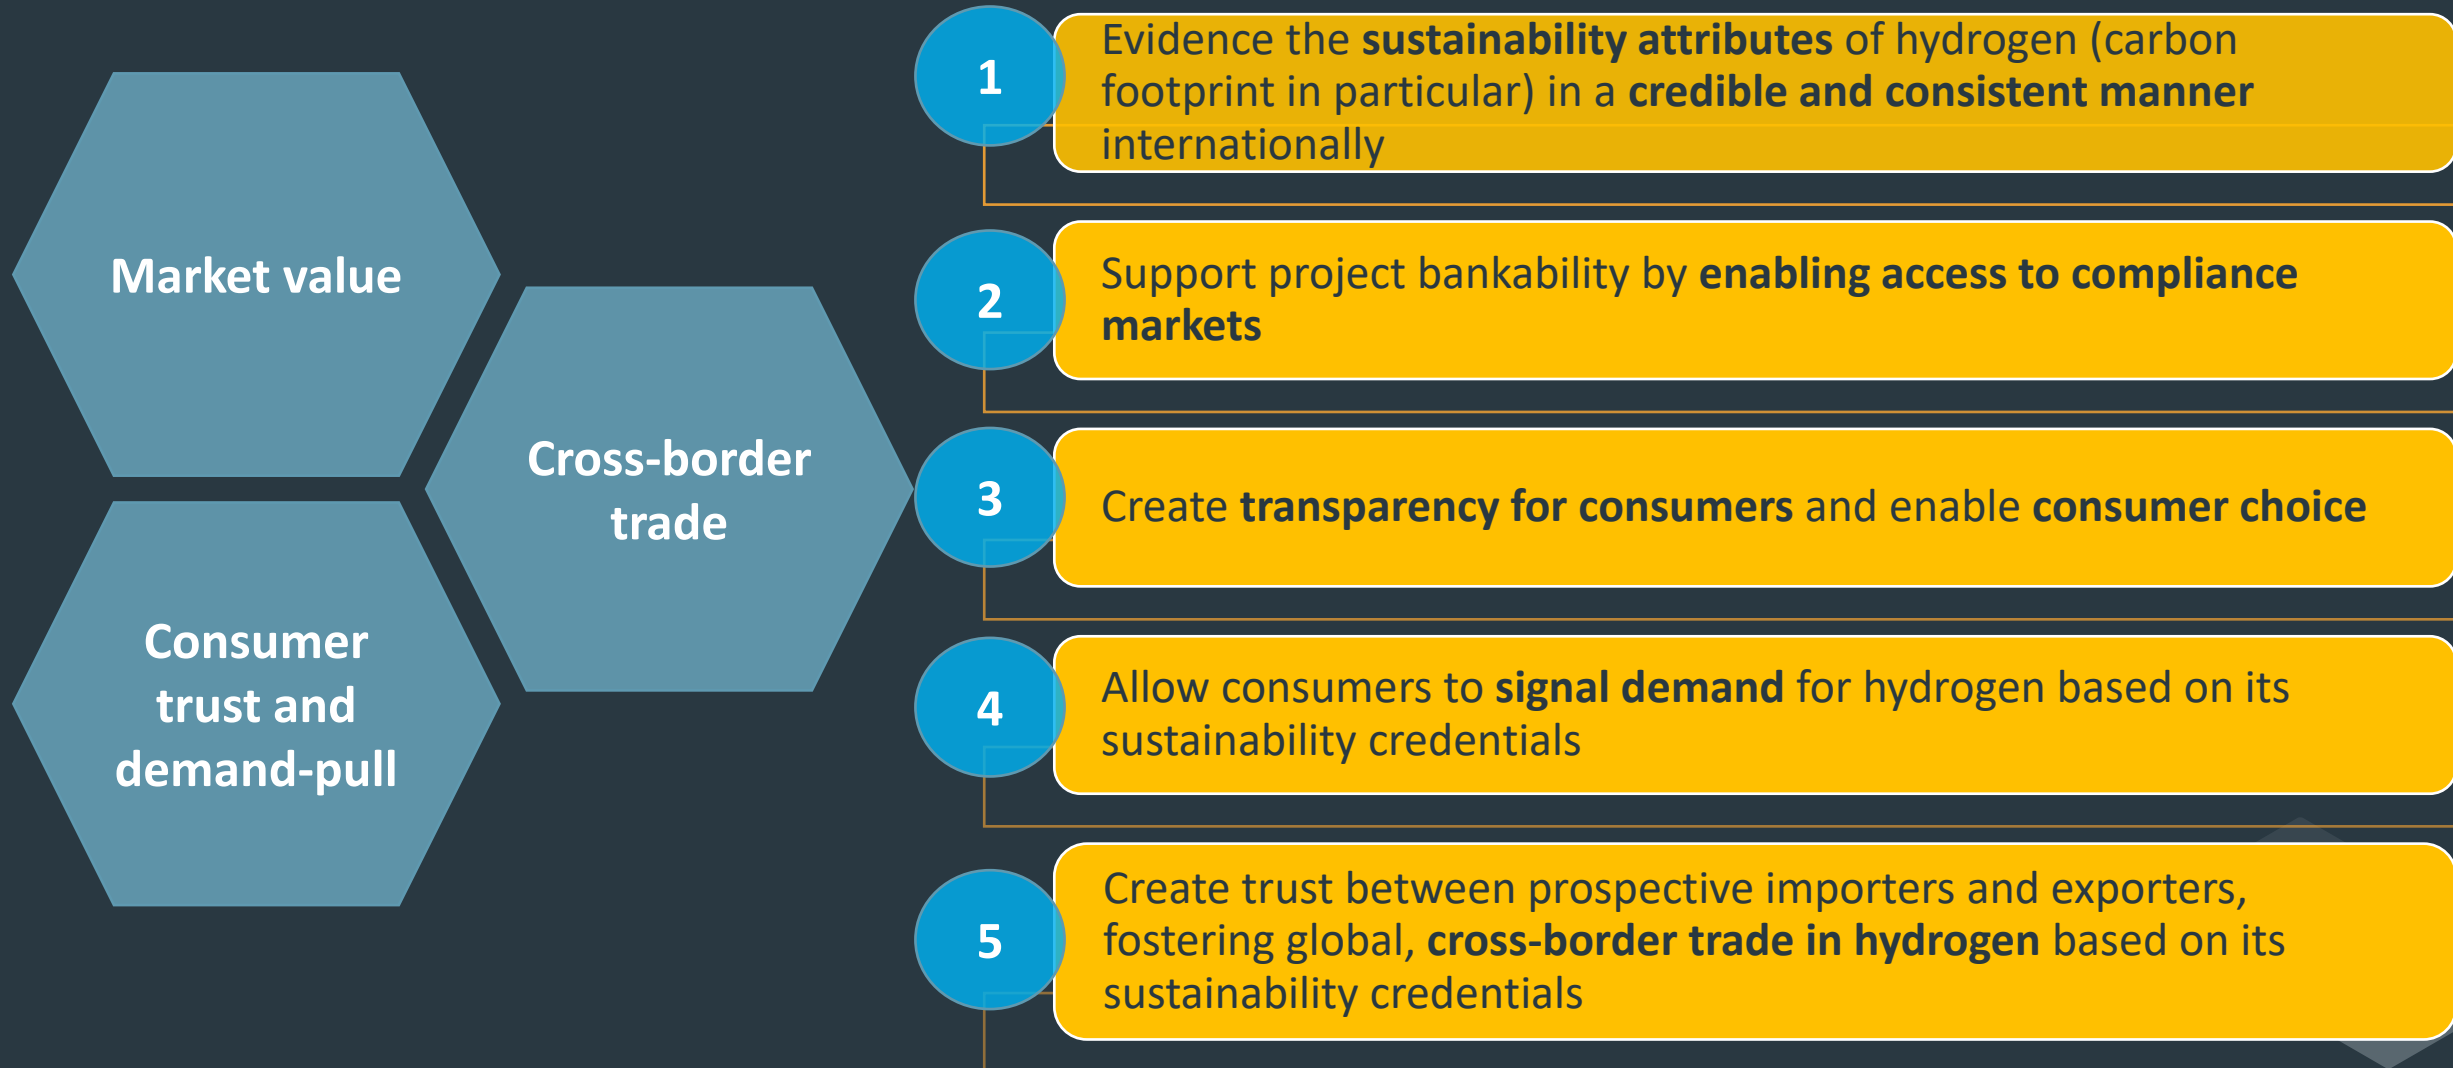 Market value
Cross-border
trade
Consumer
trust and
demand-pull
1
Evidence the sustainability attributes of hydrogen (carbon
footprint in particular) in a credible and consistent manner
internationally
2
Support project bankability by enabling access to compliance
markets
3
Create transparency for consumers and enable consumer choice
4
Allow consumers to signal demand for hydrogen based on its
sustainability credentials
5
Create trust between prospective importers and exporters,
fostering global, cross-border trade in hydrogen based on its
sustainability credentials